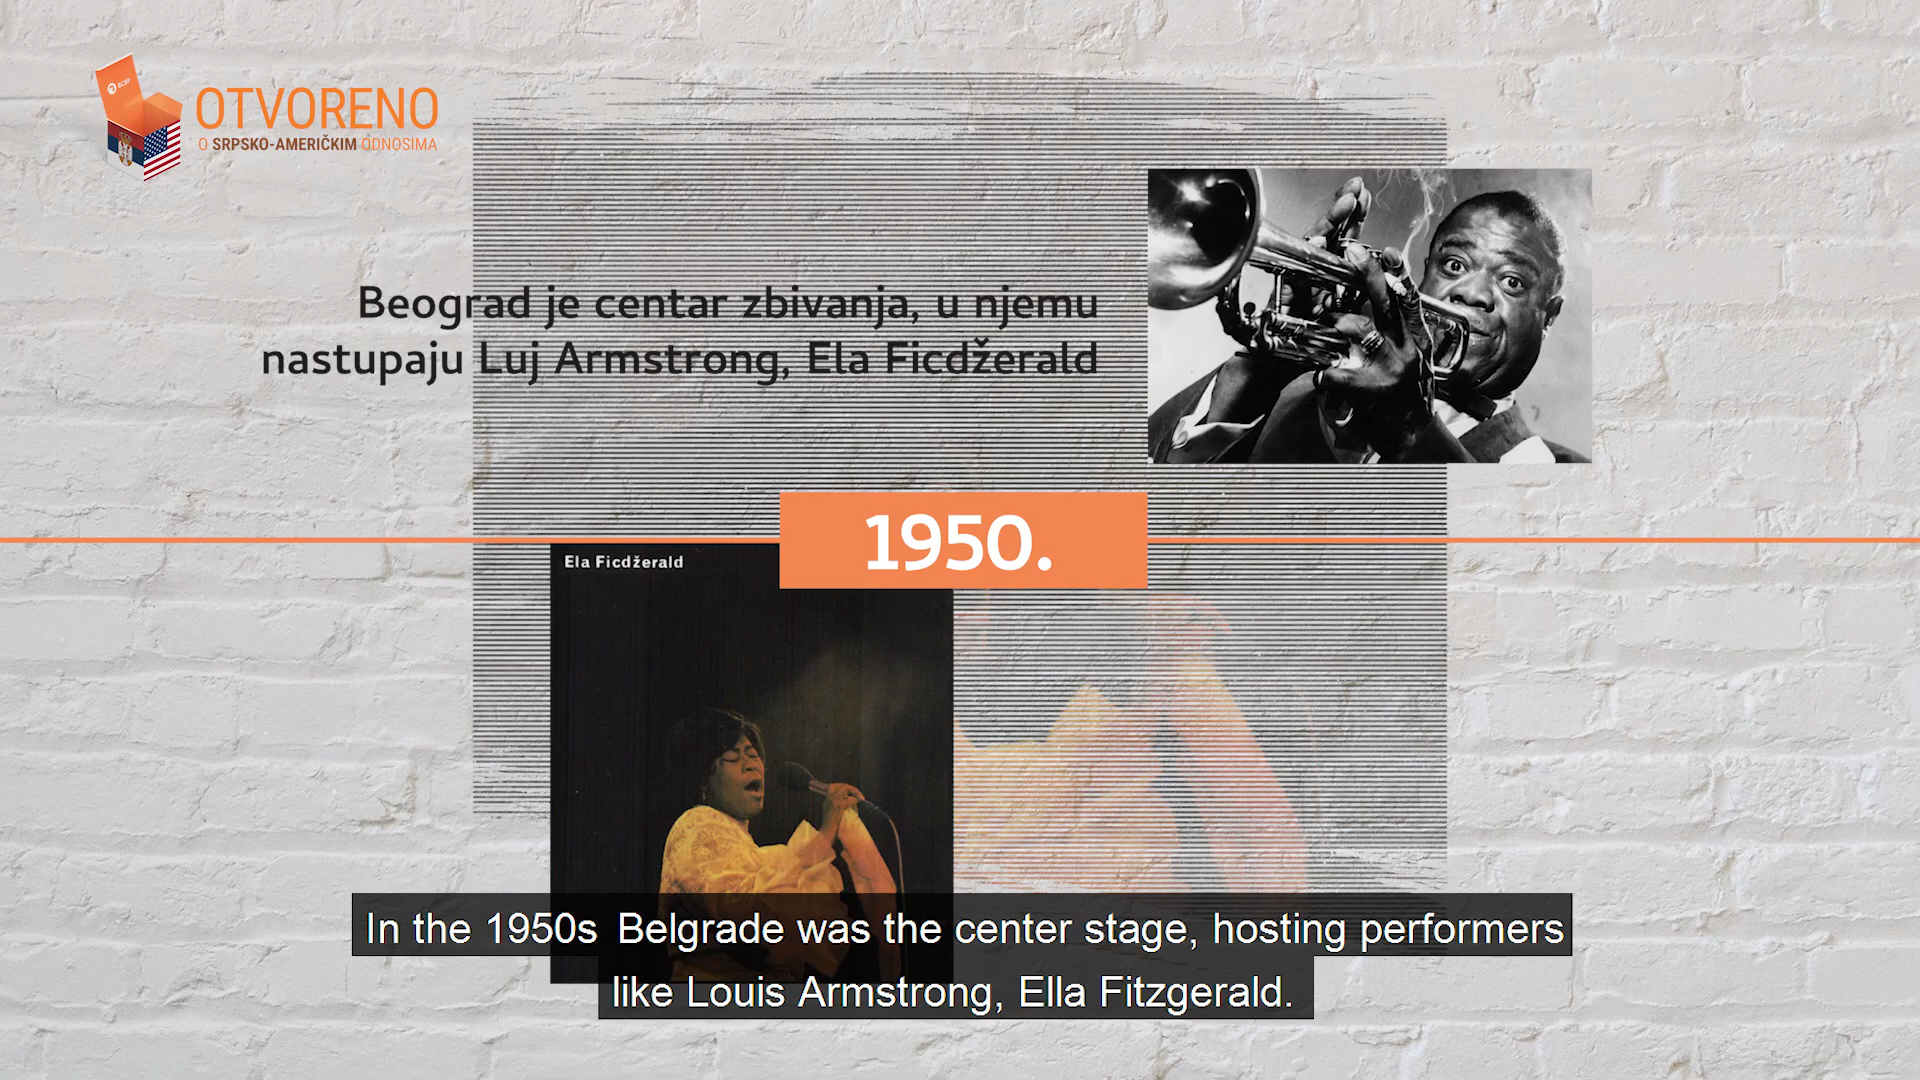 OTVORENO
O SRPSKO-AMERIČKIM ODNOSIMA
Beograd je centar zbivanja, u njemu
nastupaju Luj Armstrong, Ela Ficdžerald
1950.
Ela Ficdžerald
In the 1950s Belgrade was the center stage, hosting performers
like Louis Armstrong, Ella Fitzgerald.